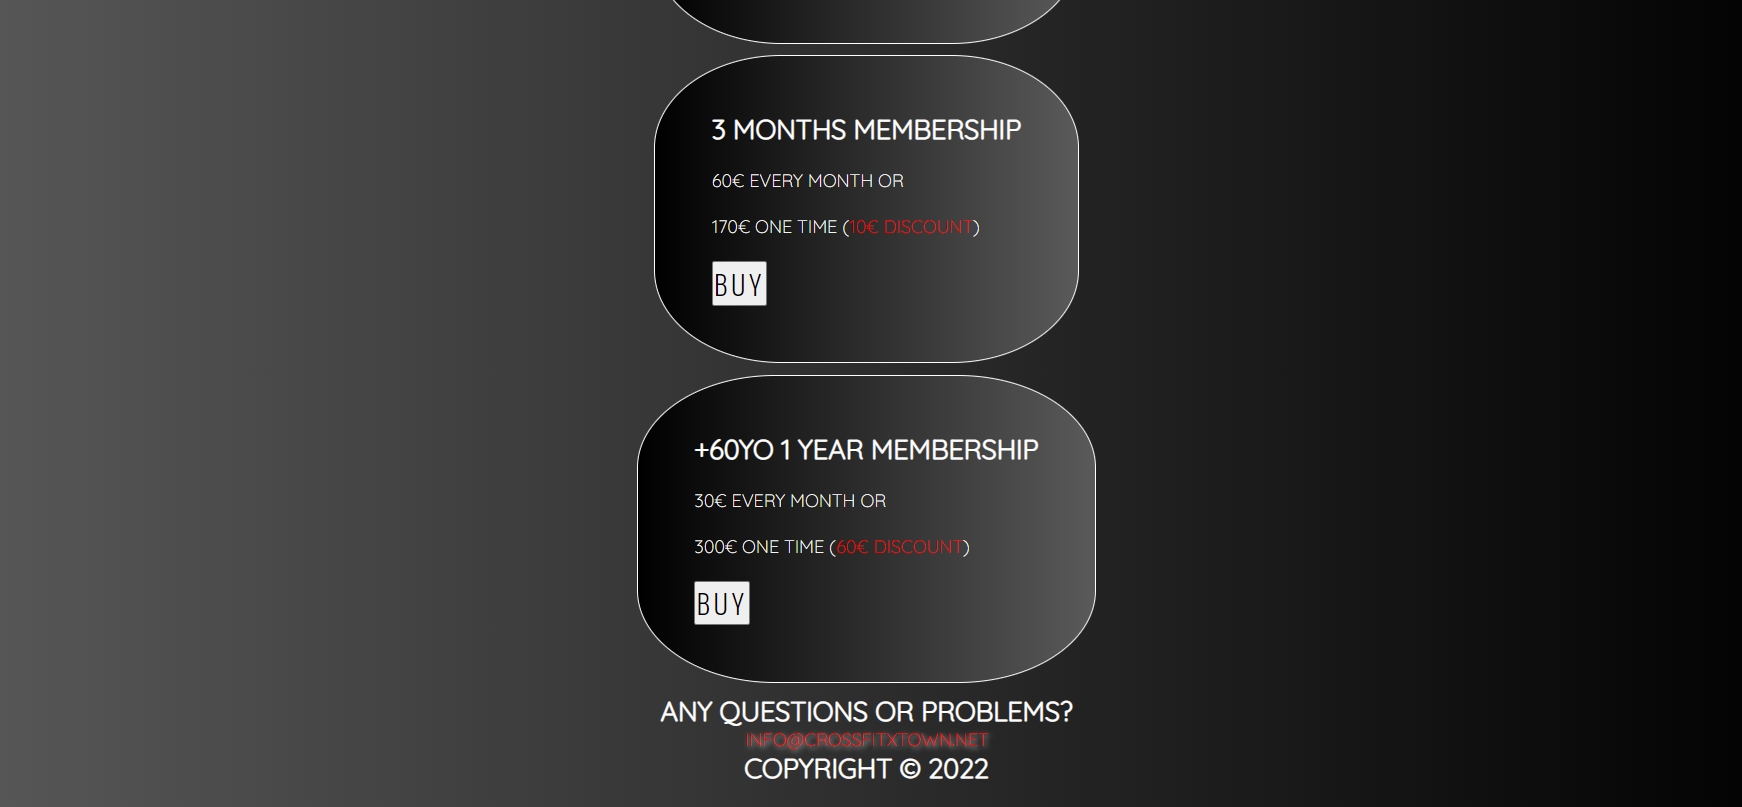 3 MONTHS MEMBERSHIP
60€ EVERY MONTH OR
170€ ONE TIME (10€ DISCOUNT)
BUY
+60YO 1 YEAR MEMBERSHIP
30€ EVERY MONTH OR
300€ ONE TIME (60€ DISCOUNT)
BUY
ANY QUESTIONS OR PROBLEMS?
INFO@CROSSFITXTOWN.NET
COPYRIGHT © 2022